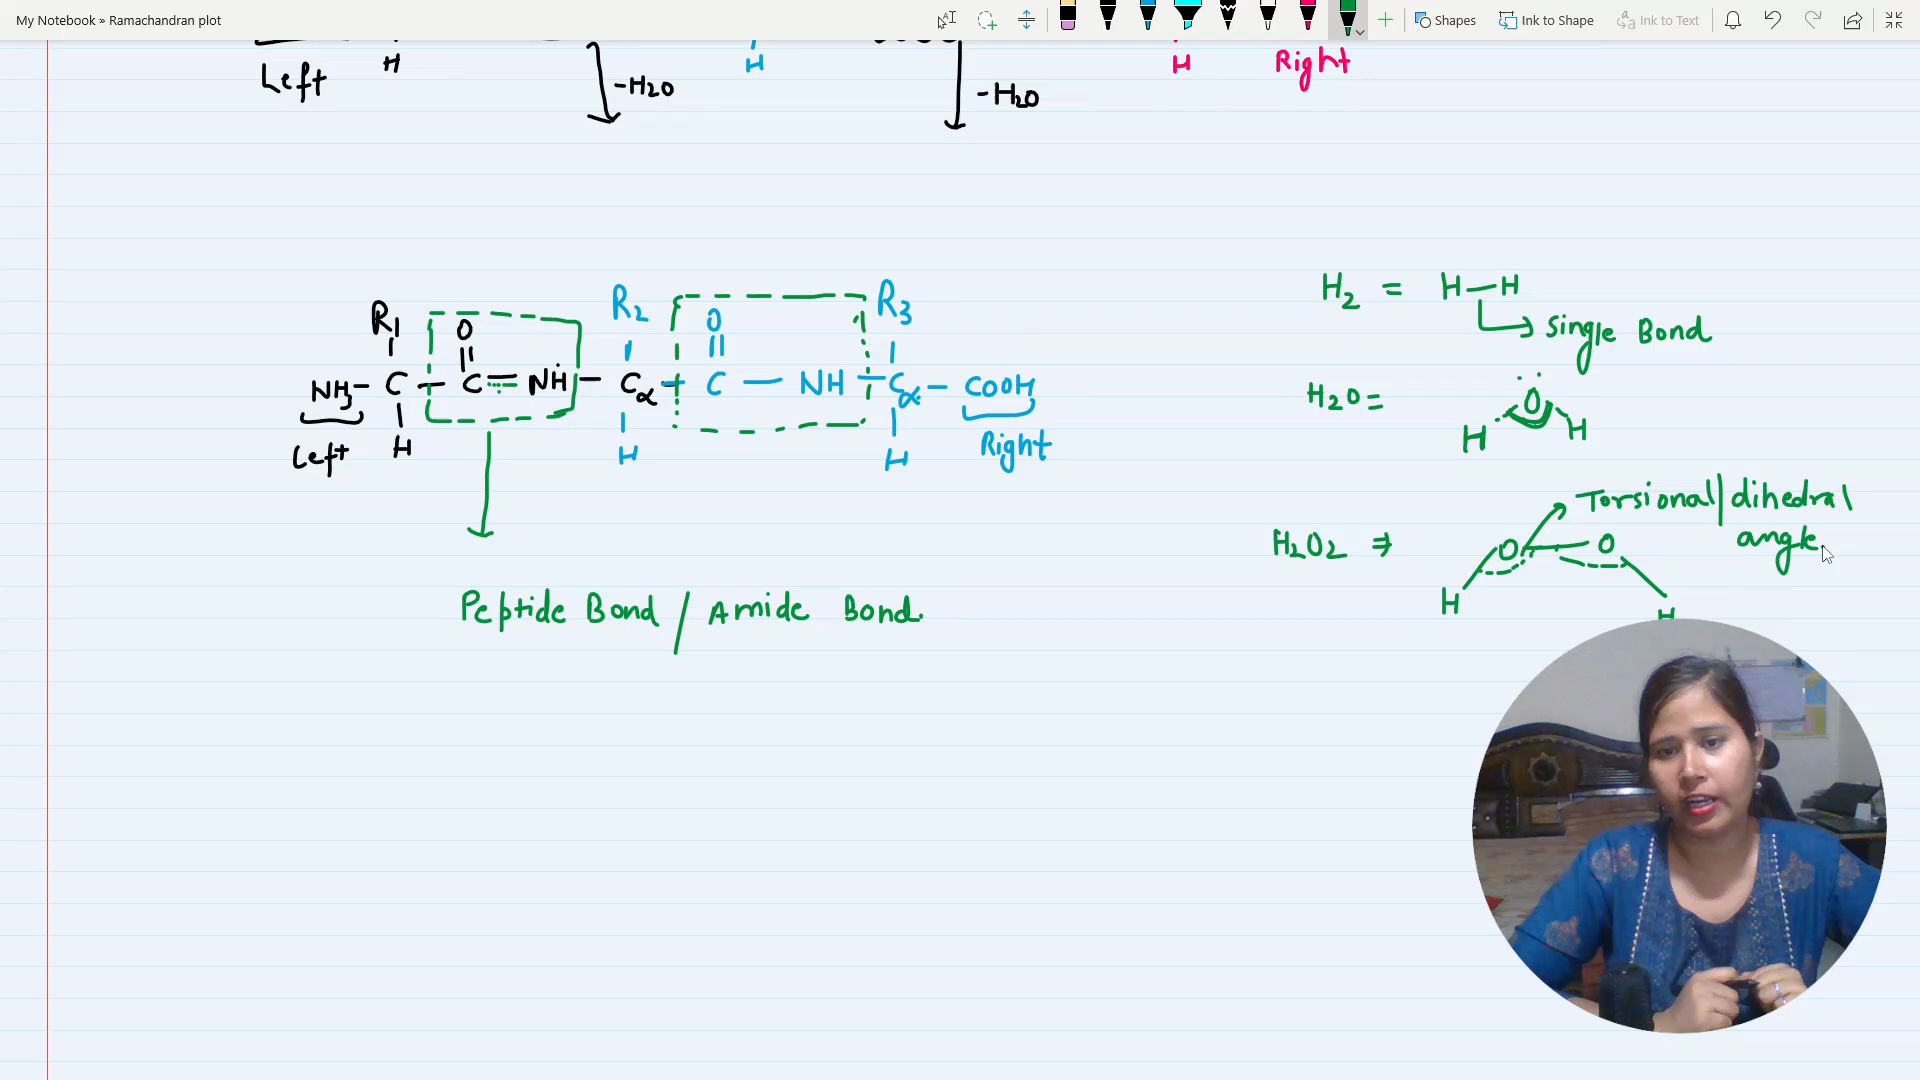 My Notebook » Ramachandran plot
Shapes Ink to Shape Ink to Text
Left H -H2O H -H2O H Right
R1 O R2 O R3
NH3 - C - C = NH - Cα - C - NH - Cα - COOH
Left H H H Right
Peptide Bond / Amide Bond.
H2 = H-H
Single Bond
H2O = O
H H
Torsional/dihedral
angle
H2O2 ⇒ O O
H H